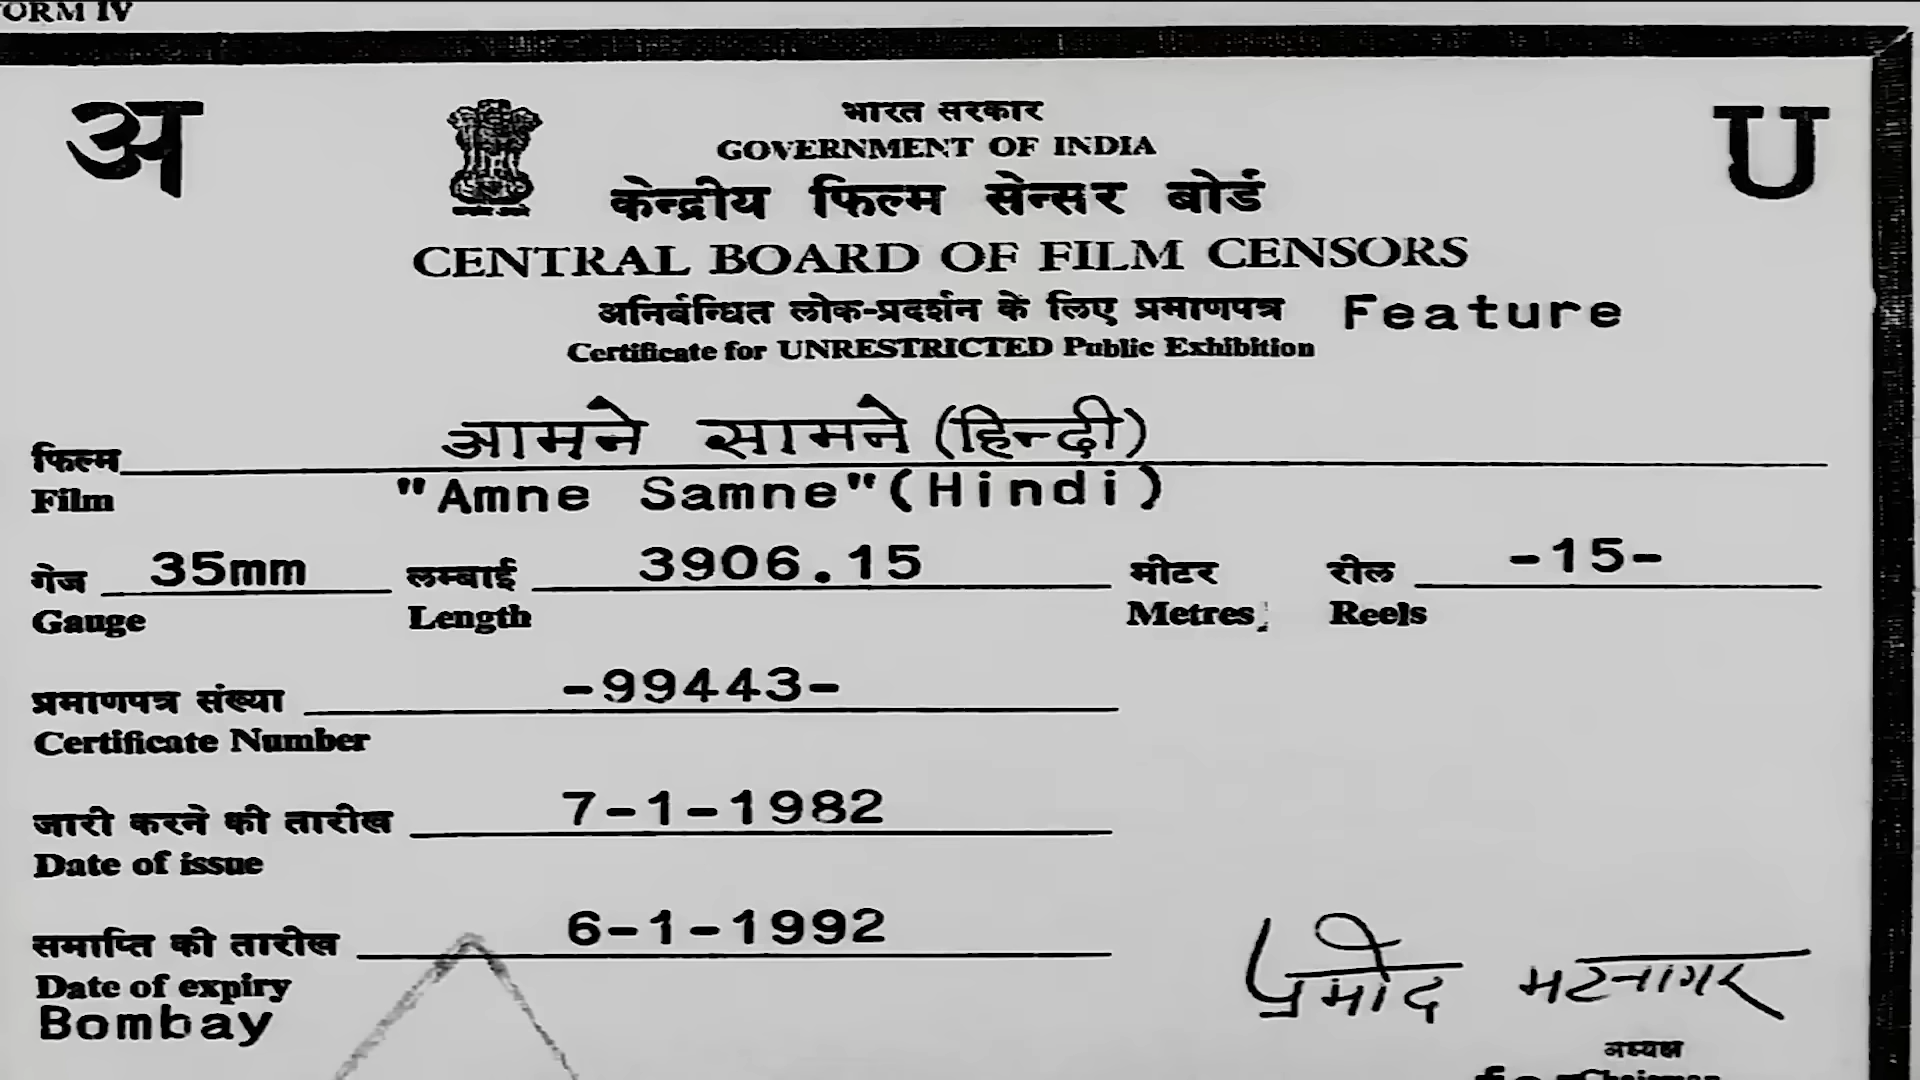 FORM IV
अ
भारत सरकार
U
GOVERNMENT OF INDIA
केन्द्रीय फिल्म सेन्सर बोर्ड
CENTRAL BOARD OF FILM CENSORS
अनिर्बन्धित लोक-प्रदर्शन के लिए प्रमाणपत्र Feature
Certificate for UNRESTRICTED Public Exhibition
फिल्म आमने सामने (हिन्दी)
Film "Amne Samne"(Hindi)
गेज 35mm लम्बाई 3906.15 मीटर रील -15-
Gauge Length Metres Reels
प्रमाणपत्र संख्या -99443-
Certificate Number
जारी करने की तारीख 7-1-1982
Date of issue
समाप्ति की तारीख 6-1-1992
Date of expiry
Bombay
प्रमोद भटनागर
अध्यक्ष
for Chairman